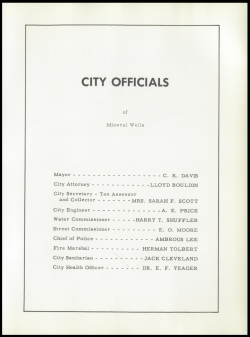 CITY OFFICIALS
of
Mineral Wells
Mayor - - - - - - - - - - - - - - - - - - - - C. K. DAVIS
City Attorney - - - - - - - - - - - - - LLOYD BOULDIN
City Secretary - Tax Assessor
and Collector - - - - - - - - MRS. SARAH F. SCOTT
City Engineer - - - - - - - - - - - - - - - A. K. PRICE
Water Commissioner - - - - - HARRY T. SHUFFLER
Street Commissioner - - - - - - - - - - E. O. MOORE
Chief of Police - - - - - - - - - - - - - AMBROUS LEE
Fire Marshal - - - - - - - - - - - HERMAN TOLBERT
City Sanitarian - - - - - - - - - - JACK CLEVELAND
City Health Officer - - - - - - - - DR. E. F. YEAGER